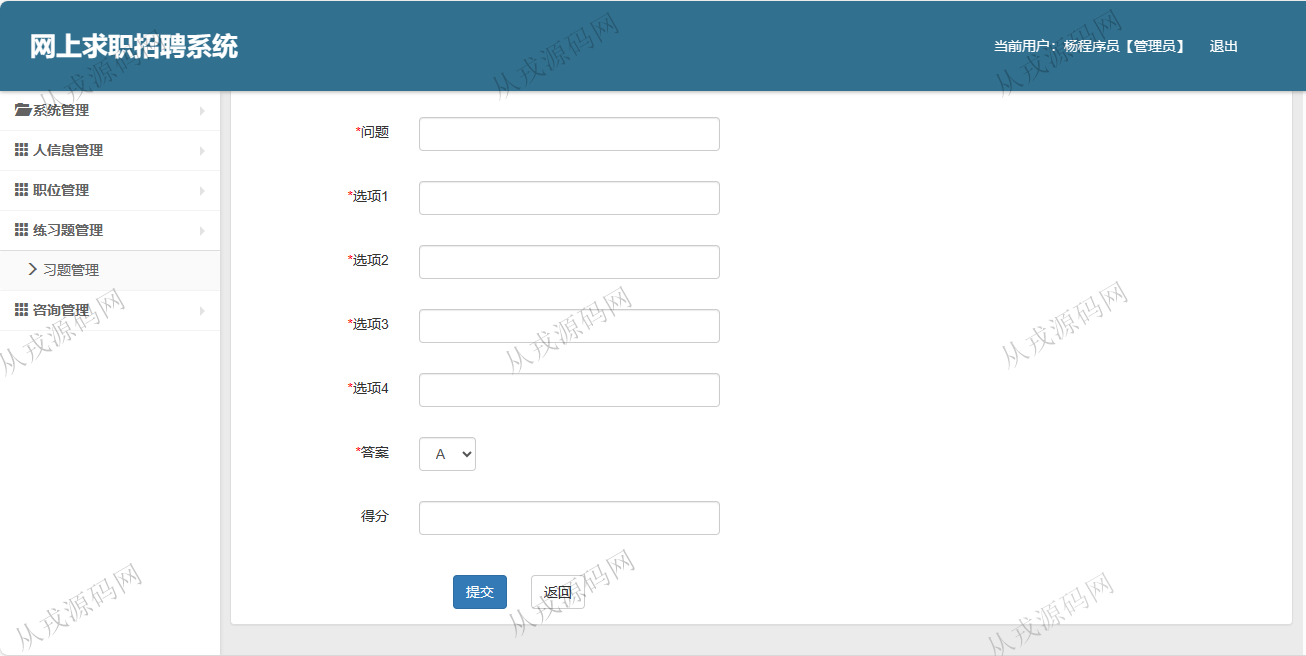 网上求职招聘系统
当前用户：杨程序员【管理员】 退出
系统管理
人信息管理
职位管理
练习题管理
习题管理
咨询管理
*问题
*选项1
*选项2
*选项3
*选项4
*答案
A
得分
提交 返回
从戎源码网
从戎源码网
从戎源码网
从戎源码网
从戎源码网
从戎源码网
从戎源码网
从戎源码网
从戎源码网